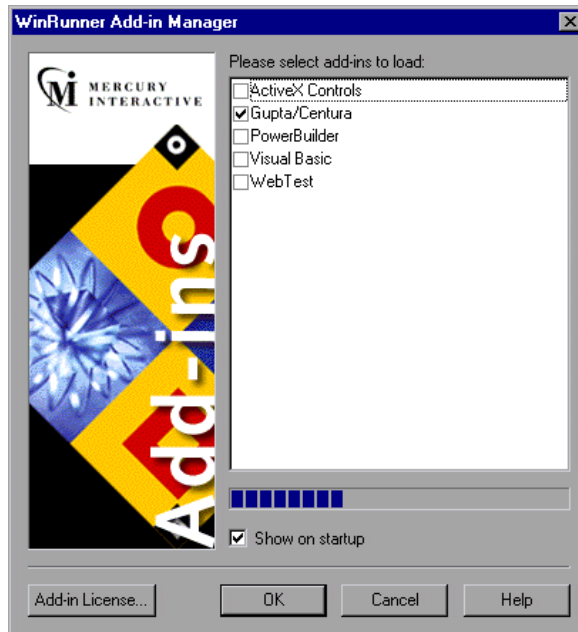 WinRunner Add-in Manager
MERCURY
INTERACTIVE
Add-ins
Please select add-ins to load:
ActiveX Controls
Gupta/Centura
PowerBuilder
Visual Basic
WebTest
Show on startup
Add-in License...
OK
Cancel
Help